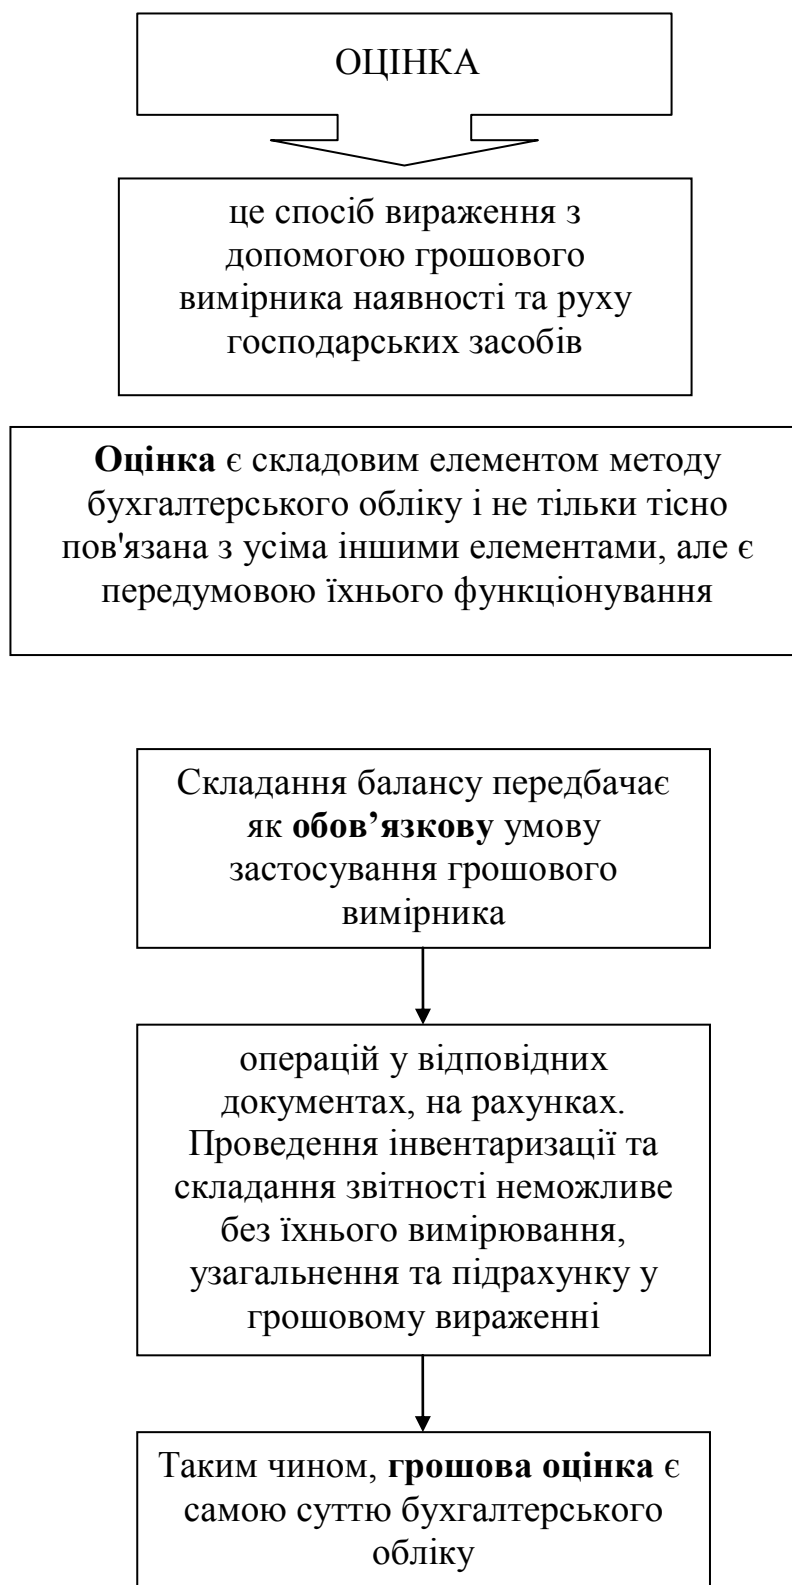 ОЦІНКА
це спосіб вираження з
допомогою грошового
вимірника наявності та руху
господарських засобів
Оцінка є складовим елементом методу
бухгалтерського обліку і не тільки тісно
пов'язана з усіма іншими елементами, але є
передумовою їхнього функціонування
Складання балансу передбачає
як обов’язкову умову
застосування грошового
вимірника
операцій у відповідних
документах, на рахунках.
Проведення інвентаризації та
складання звітності неможливе
без їхнього вимірювання,
узагальнення та підрахунку у
грошовому вираженні
Таким чином, грошова оцінка є
самою суттю бухгалтерського
обліку